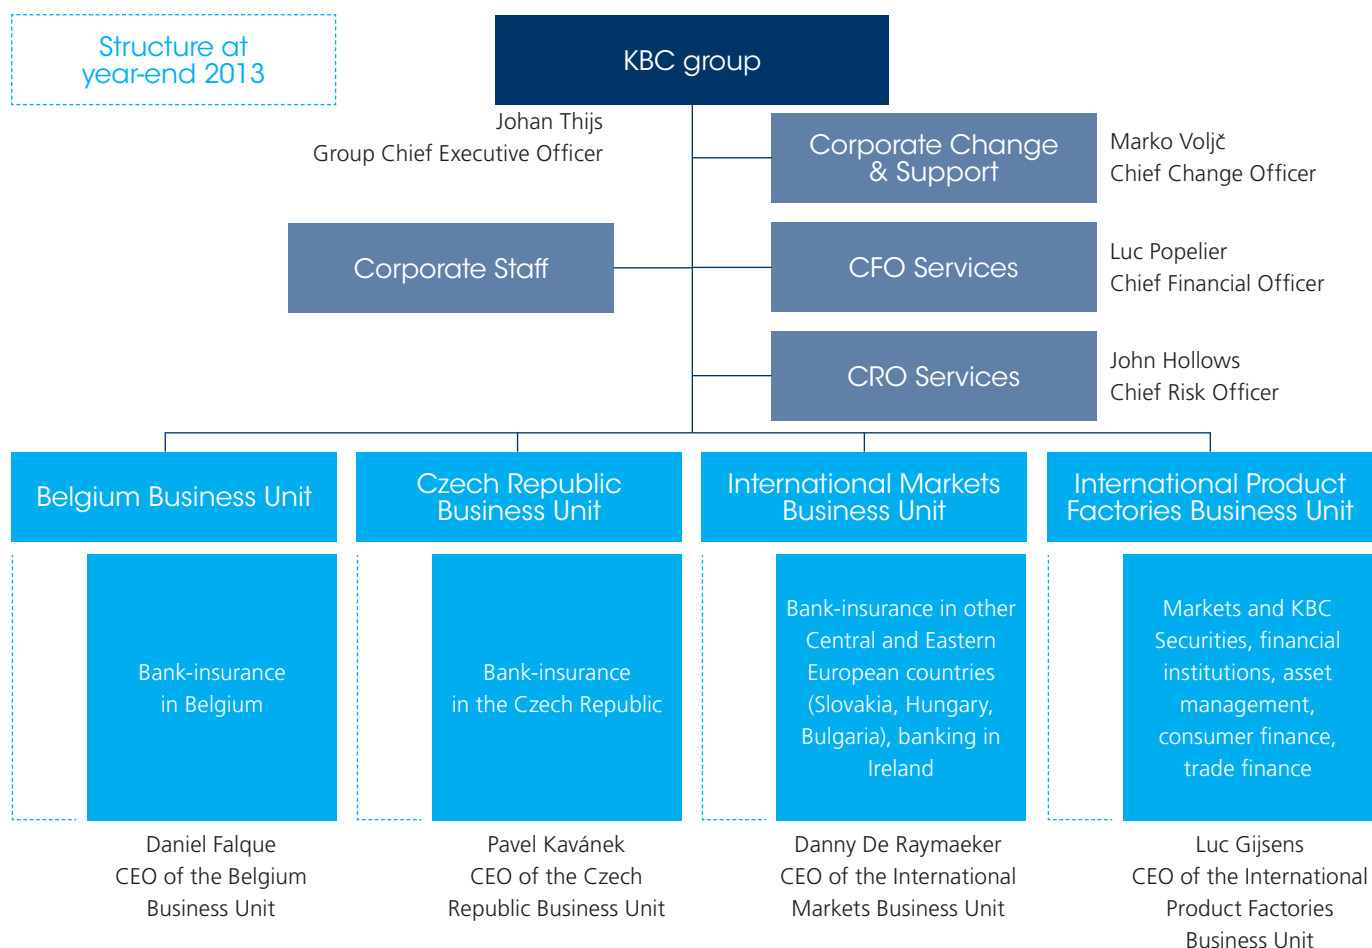 Structure at
year-end 2013
KBC group
Johan Thijs
Group Chief Executive Officer
Corporate Change
& Support
Marko Voljč
Chief Change Officer
Corporate Staff
CFO Services
Luc Popelier
Chief Financial Officer
CRO Services
John Hollows
Chief Risk Officer
Belgium Business Unit
Czech Republic
Business Unit
International Markets
Business Unit
International Product
Factories Business Unit
Bank-insurance
in Belgium
Bank-insurance
in the Czech Republic
Bank-insurance in other
Central and Eastern
European countries
(Slovakia, Hungary,
Bulgaria), banking in
Ireland
Markets and KBC
Securities, financial
institutions, asset
management,
consumer finance,
trade finance
Daniel Falque
CEO of the Belgium
Business Unit
Pavel Kavánek
CEO of the Czech
Republic Business Unit
Danny De Raymaeker
CEO of the International
Markets Business Unit
Luc Gijsens
CEO of the International
Product Factories
Business Unit